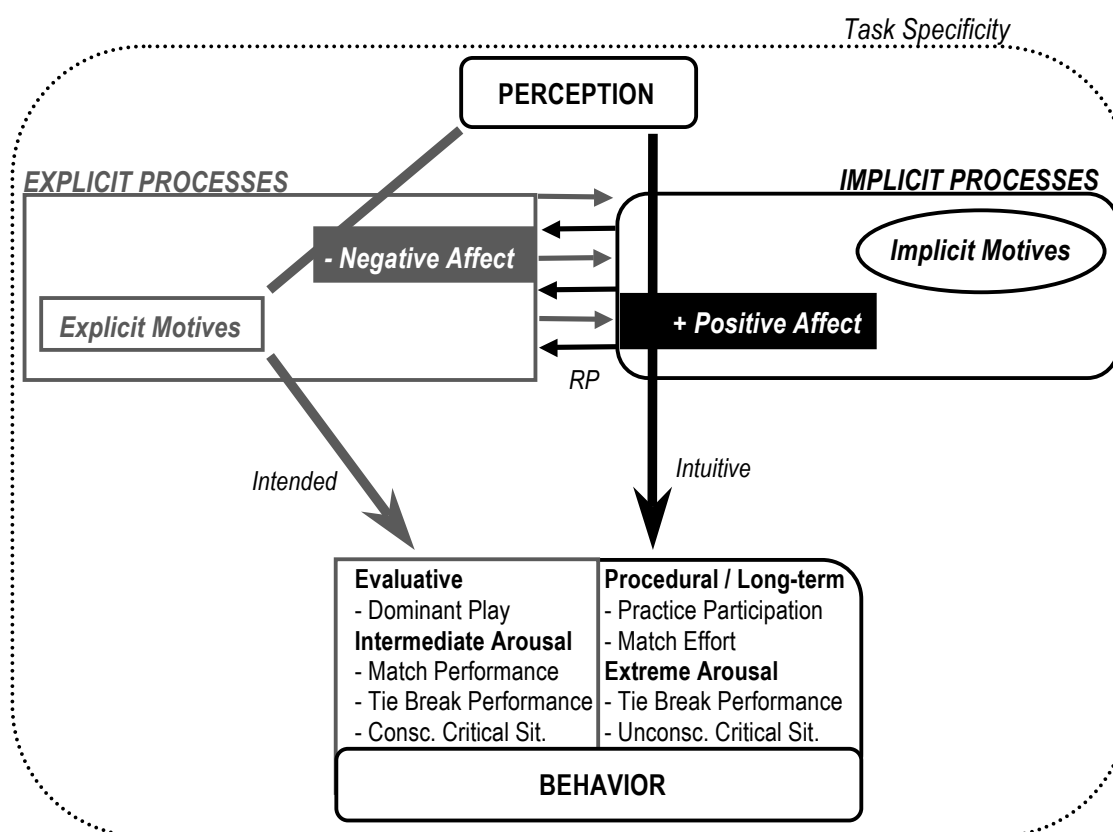 Task Specificity
PERCEPTION
EXPLICIT PROCESSES
IMPLICIT PROCESSES
- Negative Affect
Implicit Motives
Explicit Motives
+ Positive Affect
RP
Intended
Intuitive
Evaluative
- Dominant Play
Intermediate Arousal
- Match Performance
- Tie Break Performance
- Consc. Critical Sit.
Procedural / Long-term
- Practice Participation
- Match Effort
Extreme Arousal
- Tie Break Performance
- Unconsc. Critical Sit.
BEHAVIOR